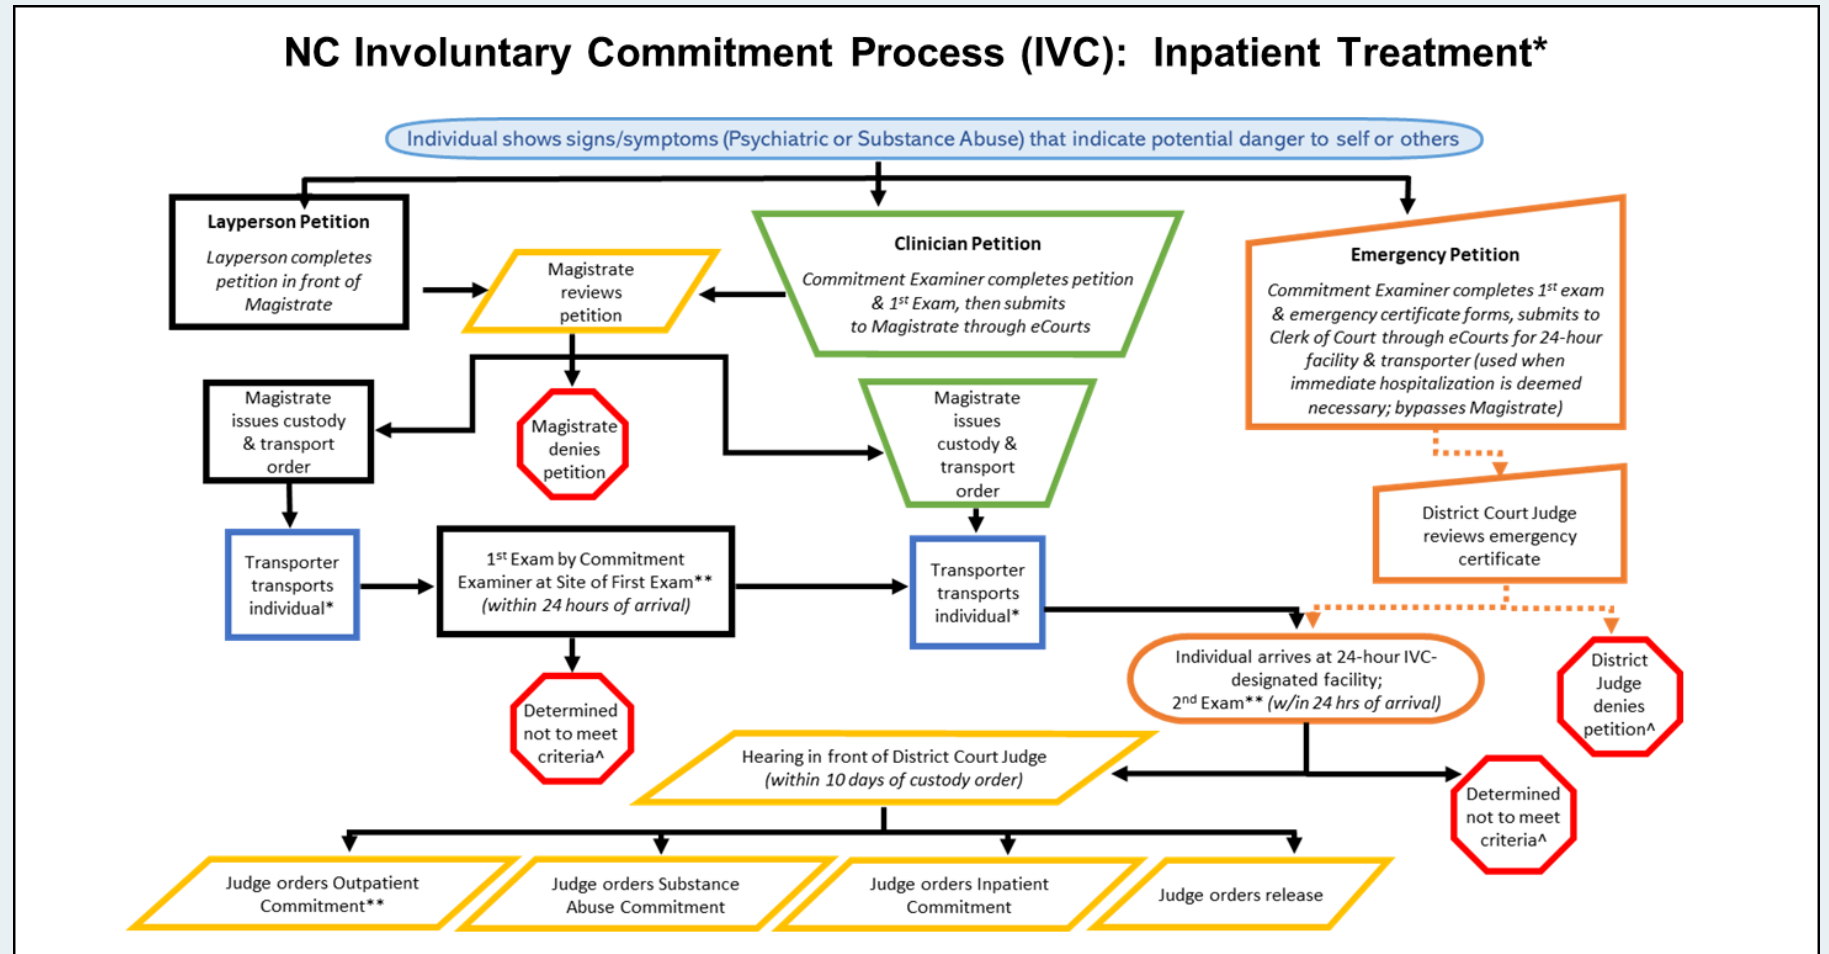 NC Involuntary Commitment Process (IVC): Inpatient Treatment*
Individual shows signs/symptoms (Psychiatric or Substance Abuse) that indicate potential danger to self or others
Layperson Petition
Layperson completes
petition in front of
Magistrate
Magistrate
reviews
petition
Clinician Petition
Commitment Examiner completes petition
& 1st Exam, then submits
to Magistrate through eCourts
Emergency Petition
Commitment Examiner completes 1st exam
& emergency certificate forms, submits to
Clerk of Court through eCourts for 24-hour
facility & transporter (used when
immediate hospitalization is deemed
necessary; bypasses Magistrate)
Magistrate
issues custody
& transport
order
Magistrate
denies
petition
Magistrate
issues
custody &
transport
order
District Court Judge
reviews emergency
certificate
Transporter
transports
individual*
1st Exam by Commitment
Examiner at Site of First Exam**
(within 24 hours of arrival)
Transporter
transports
individual*
Determined
not to meet
criteria^
Individual arrives at 24-hour IVC-
designated facility;
2nd Exam** (w/in 24 hrs of arrival)
District
Judge
denies
petition^
Hearing in front of District Court Judge
(within 10 days of custody order)
Determined
not to meet
criteria^
Judge orders Outpatient
Commitment**
Judge orders Substance
Abuse Commitment
Judge orders Inpatient
Commitment
Judge orders release